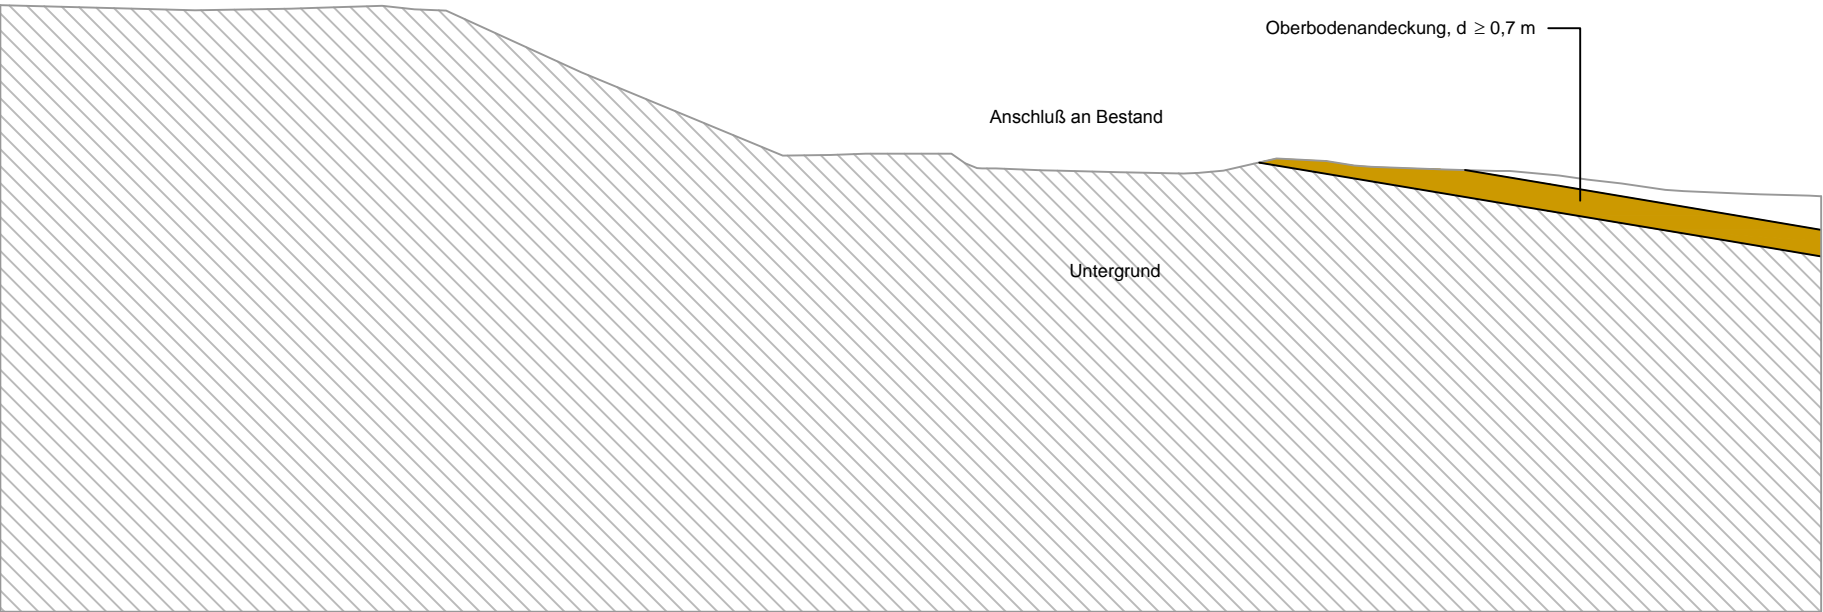 Oberbodenandeckung, d ≥ 0,7 m
Anschluß an Bestand
Untergrund